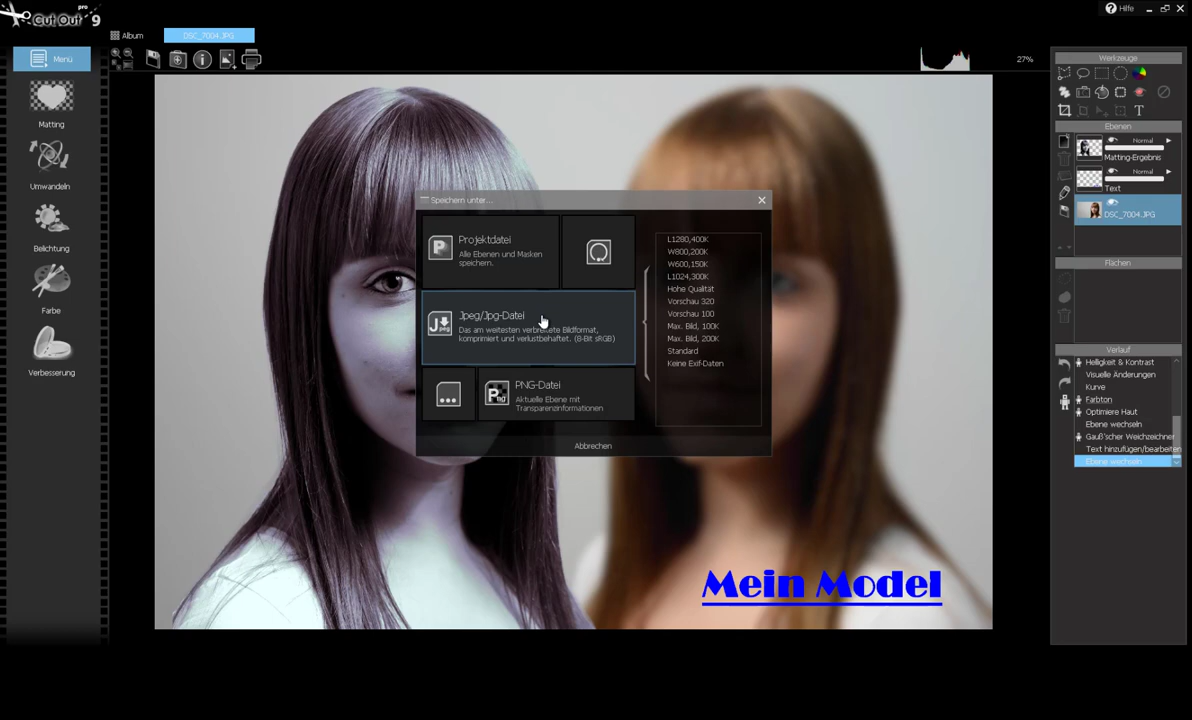 Cut Out pro 9
Hilfe
Album
DSC_7004.JPG
Menü
27%
Matting
Umwandeln
Belichtung
Farbe
Verbesserung
Speichern unter...
Projektdatei
Alle Ebenen und Masken
speichern.
Jpeg/Jpg-Datei
Das am weitesten verbreitete Bildformat,
komprimiert und verlustbehaftet. (8-Bit sRGB)
PNG-Datei
Aktuelle Ebene mit
Transparenzinformationen
L1280,400K
W800,200K
W600,150K
L1024,300K
Hohe Qualität
Vorschau 320
Vorschau 100
Max. Bild, 100K
Max. Bild, 200K
Standard
Keine Exif-Daten
Abbrechen
Mein Model
Werkzeuge
Ebenen
Normal
Matting-Ergebnis
Normal
Text
DSC_7004.JPG
Flächen
Verlauf
Helligkeit & Kontrast
Visuelle Änderungen
Kurve
Farbton
Optimiere Haut
Ebene wechseln
Gauß'scher Weichzeichner
Text hinzufügen/bearbeiten
Ebene wechseln